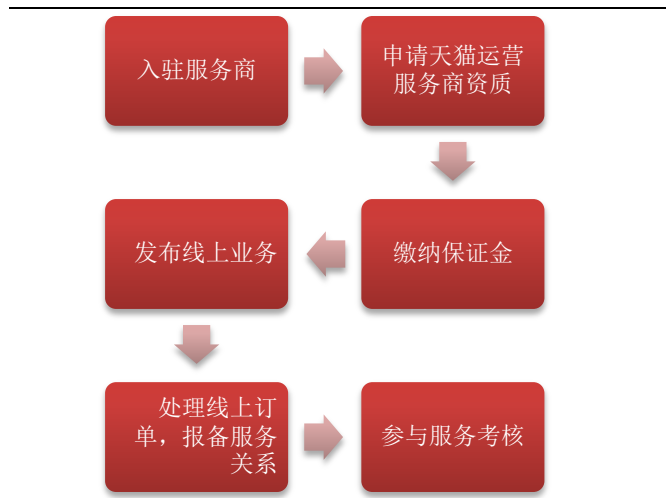 入驻服务商
申请天猫运营
服务商资质
缴纳保证金
发布线上业务
处理线上订
单，报备服务
关系
参与服务考核